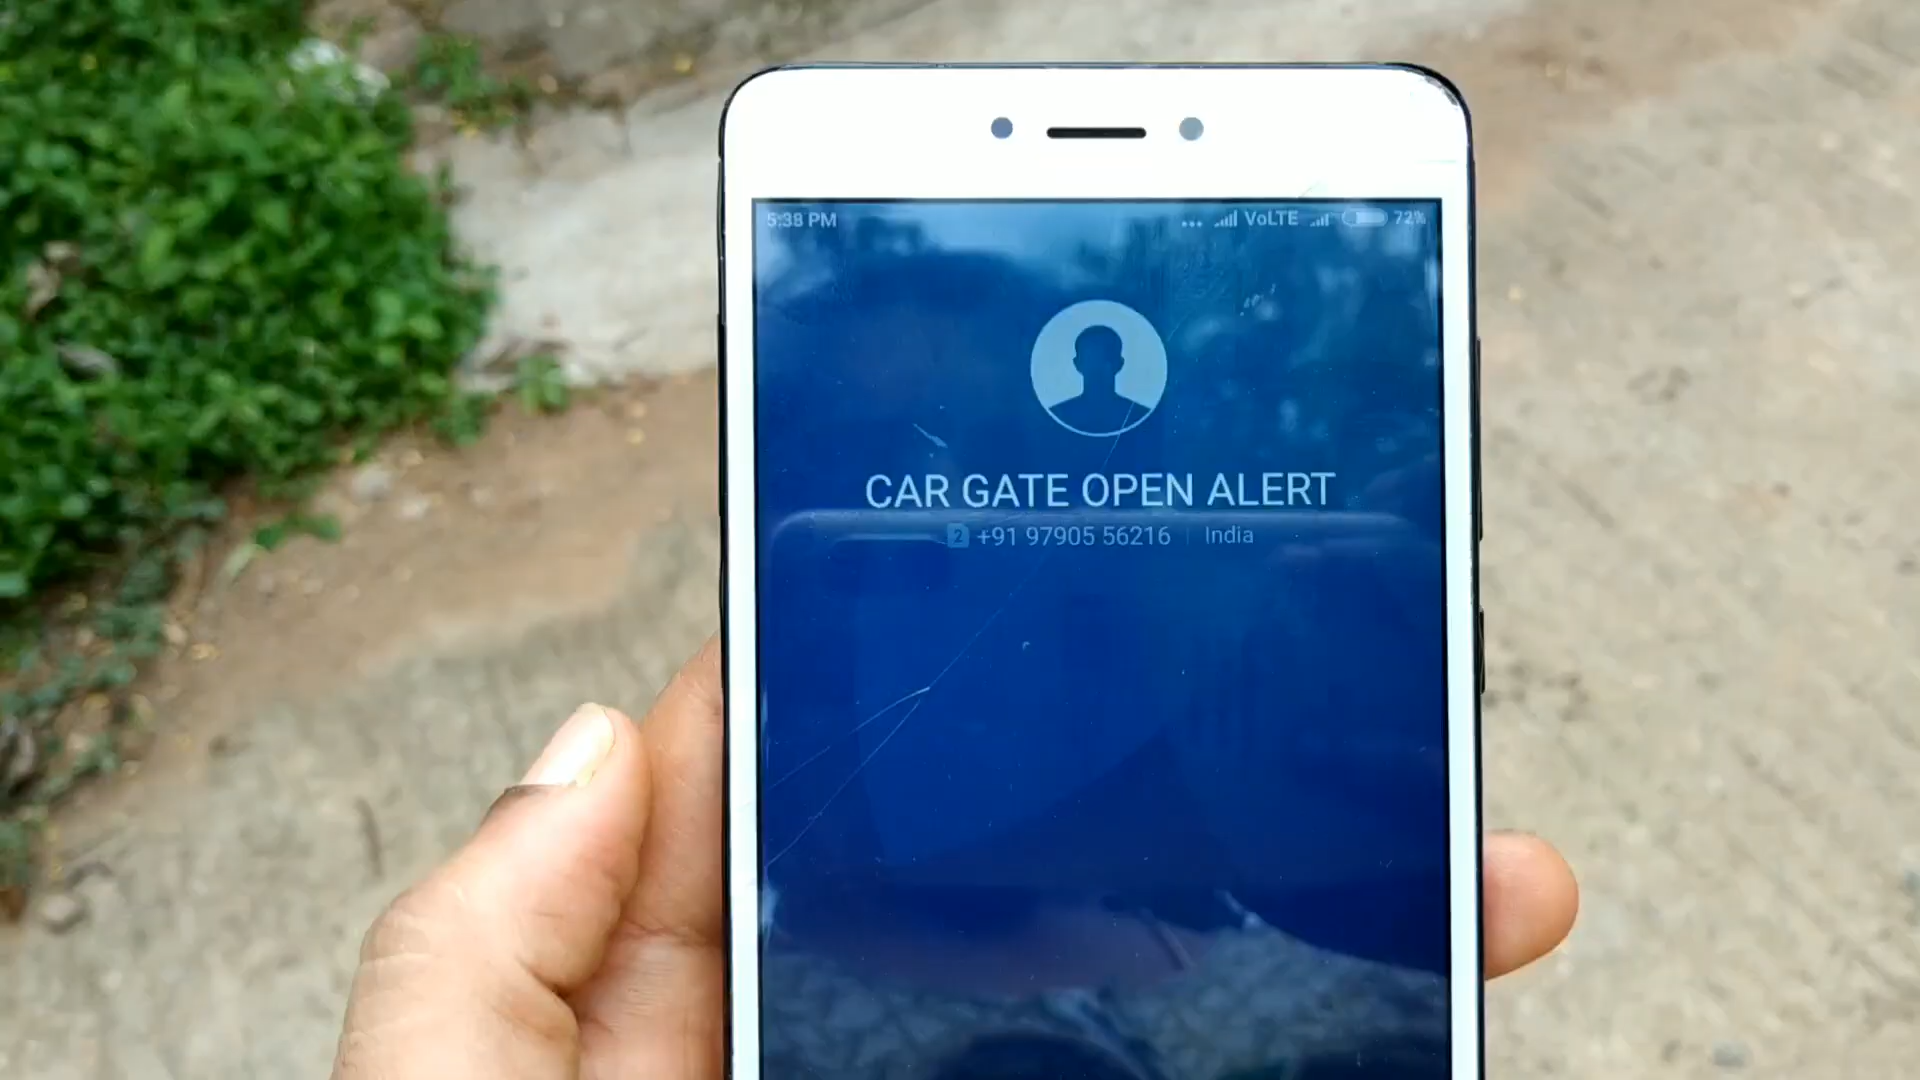 5:38 PM ... VoLTE 72%
CAR GATE OPEN ALERT
2 +91 97905 56216 | India